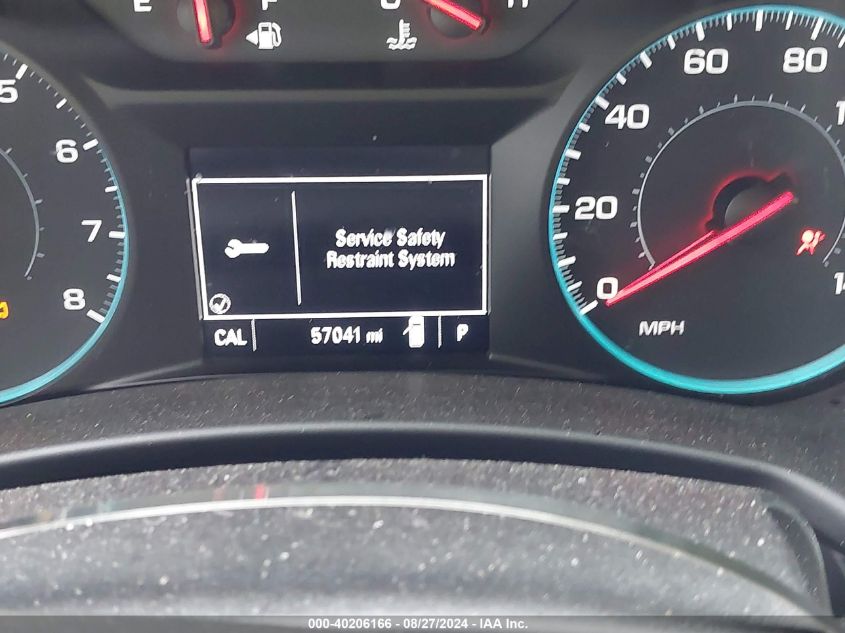 E F C H
5
6
7
8
Service Safety
Restraint System
CAL 57041 mi P
0
20
40
60
80
MPH
000-40206166 - 08/27/2024 - IAA Inc.